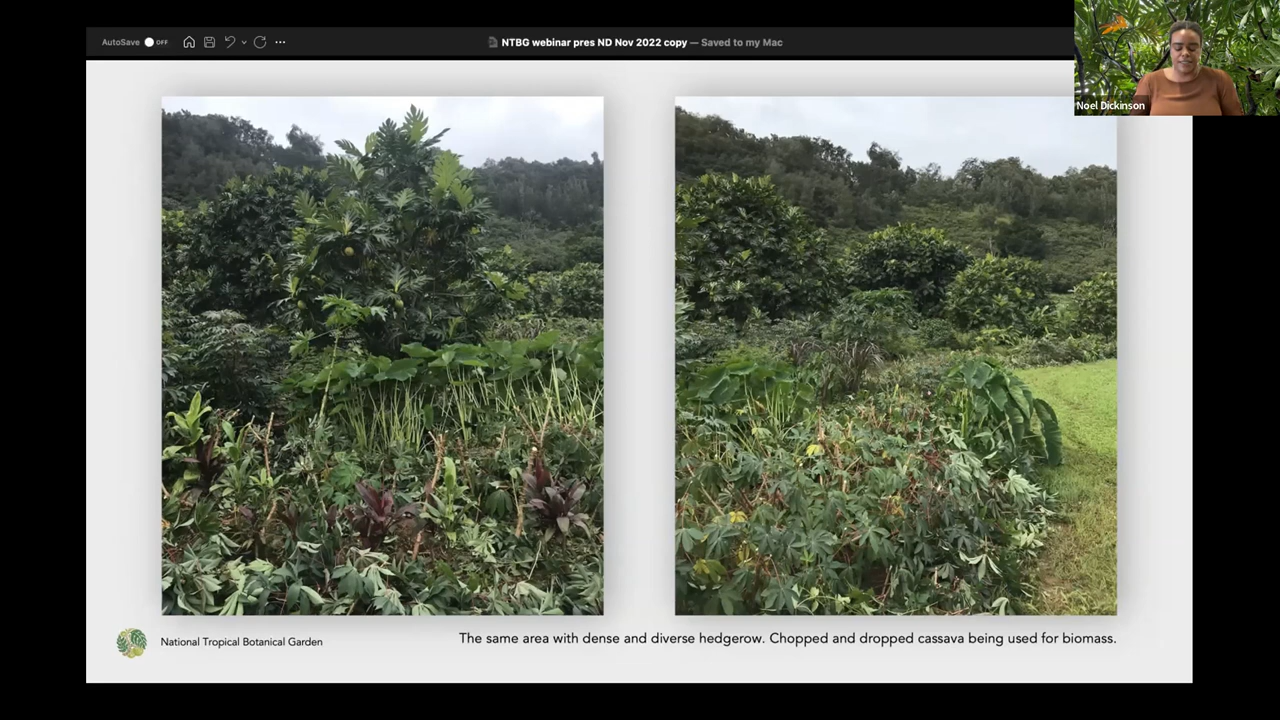 AutoSave OFF
NTBG webinar pres ND Nov 2022 copy — Saved to my Mac
Noel Dickinson
National Tropical Botanical Garden
The same area with dense and diverse hedgerow. Chopped and dropped cassava being used for biomass.